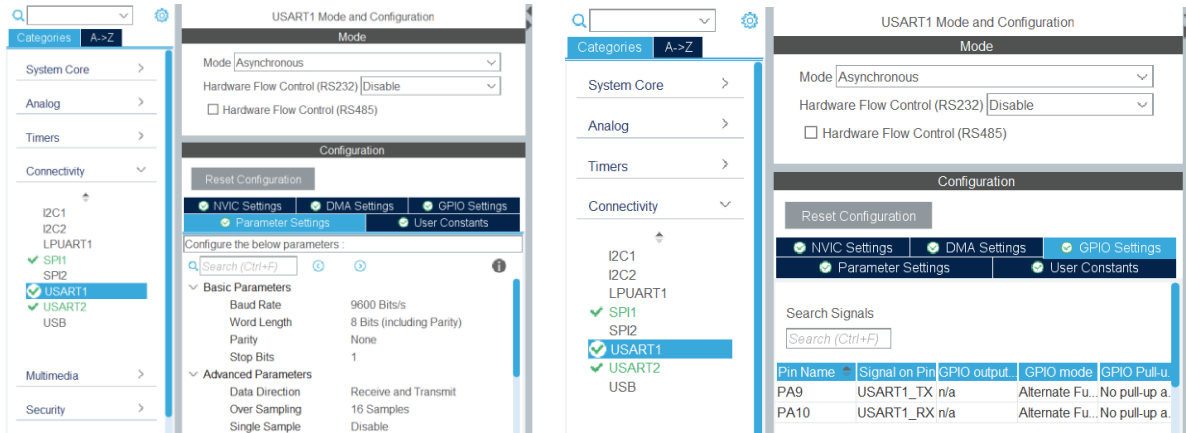 USART1 Mode and Configuration
Categories A->Z
Mode
System Core
Mode Asynchronous
Hardware Flow Control (RS232) Disable
Analog
Hardware Flow Control (RS485)
Timers
Configuration
Connectivity
Reset Configuration
NVIC Settings DMA Settings GPIO Settings
Parameter Settings User Constants
Configure the below parameters :
Search (Ctrl+F)
I2C1
I2C2
LPUART1
SPI1
SPI2
USART1
USART2
USB
Basic Parameters
Baud Rate 9600 Bits/s
Word Length 8 Bits (including Parity)
Parity None
Stop Bits 1
Advanced Parameters
Data Direction Receive and Transmit
Over Sampling 16 Samples
Single Sample Disable
Multimedia
Security
USART1 Mode and Configuration
Categories A->Z
Mode
System Core
Mode Asynchronous
Hardware Flow Control (RS232) Disable
Analog
Hardware Flow Control (RS485)
Timers
Configuration
Connectivity
Reset Configuration
NVIC Settings DMA Settings GPIO Settings
Parameter Settings User Constants
I2C1
I2C2
LPUART1
SPI1
SPI2
USART1
USART2
USB
Search Signals
Search (Ctrl+F)
Pin Name Signal on Pin GPIO output... GPIO mode GPIO Pull-u...
PA9 USART1_TX n/a Alternate Fu... No pull-up a...
PA10 USART1_RX n/a Alternate Fu... No pull-up a...